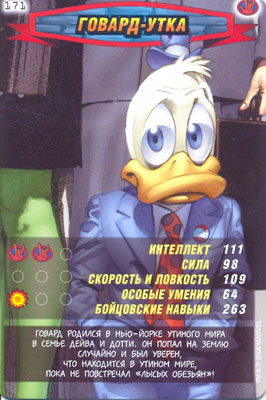 171
ГОВАРД-УТКА
ИНТЕЛЛЕКТ 111
СИЛА 98
СКОРОСТЬ И ЛОВКОСТЬ 109
ОСОБЫЕ УМЕНИЯ 64
БОЙЦОВСКИЕ НАВЫКИ 263
ГОВАРД РОДИЛСЯ В НЬЮ-ЙОРКЕ УТИНОГО МИРА
В СЕМЬЕ ДЕЙВА И ДОТТИ. ОН ПОПАЛ НА ЗЕМЛЮ
СЛУЧАЙНО И БЫЛ УВЕРЕН,
ЧТО НАХОДИТСЯ В УТИНОМ МИРЕ,
ПОКА НЕ ПОВСТРЕЧАЛ «ЛЫСЫХ ОБЕЗЬЯН»!